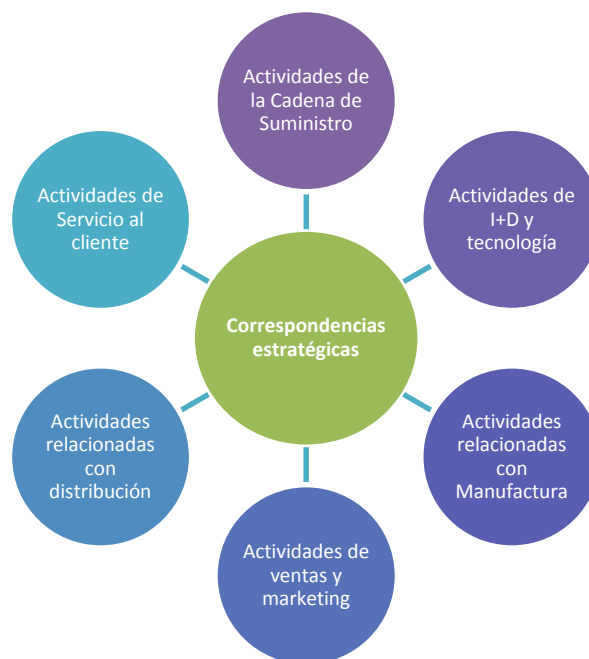 Actividades de
la Cadena de
Suministro
Actividades de
I+D y
tecnología
Actividades
relacionadas
con
Manufactura
Actividades de
ventas y
marketing
Actividades
relacionadas
con
distribución
Actividades de
Servicio al
cliente
Correspondencias
estratégicas